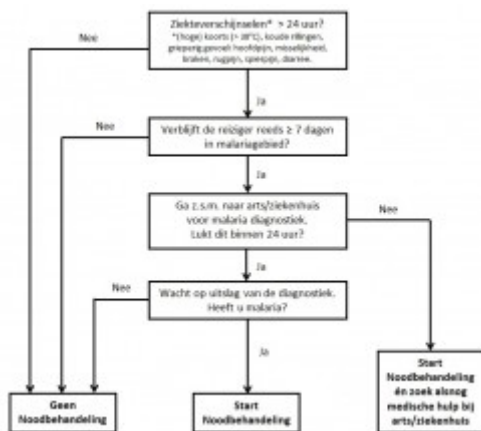 Ziekteverschijnselen* > 24 uur?
*(hoge) koorts (> 38°C), koude rillingen,
grieperig gevoel: hoofdpijn, misselijkheid,
braken, rugpijn, spierpijn, diarree.
Nee
Ja
Verblijft de reiziger reeds ≥ 7 dagen
in malariagebied?
Nee
Ja
Ga z.s.m. naar arts/ziekenhuis
voor malaria diagnostiek.
Lukt dit binnen 24 uur?
Nee
Ja
Wacht op uitslag van de diagnostiek.
Heeft u malaria?
Nee
Ja
Geen
Noodbehandeling
Start
Noodbehandeling
Start
Noodbehandeling
én zoek alsnog
medische hulp bij
arts/ziekenhuis